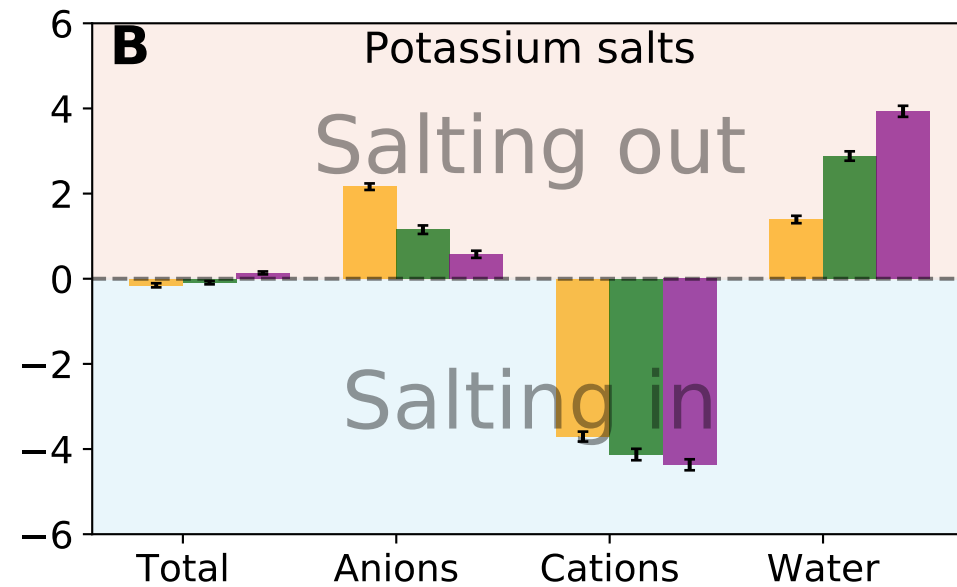 B
Potassium salts
Salting out
Salting in
6
4
2
0
−2
−4
−6
Total
Anions
Cations
Water